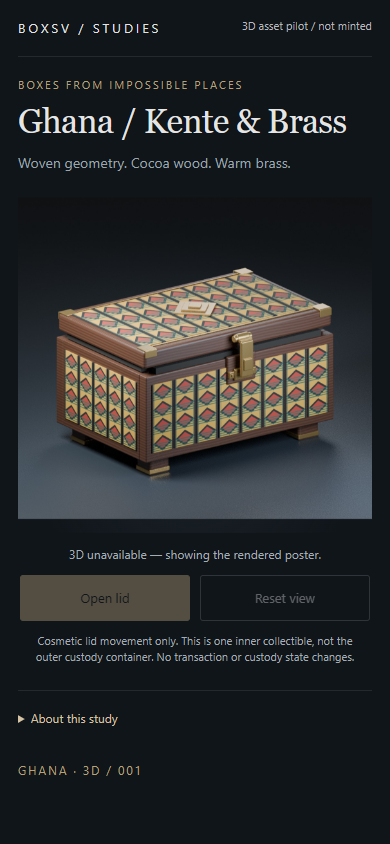 BOXSV / STUDIES
3D asset pilot / not minted
BOXES FROM IMPOSSIBLE PLACES
Ghana / Kente & Brass
Woven geometry. Cocoa wood. Warm brass.
3D unavailable — showing the rendered poster.
Open lid
Reset view
Cosmetic lid movement only. This is one inner collectible, not the
outer custody container. No transaction or custody state changes.
About this study
GHANA · 3D / 001